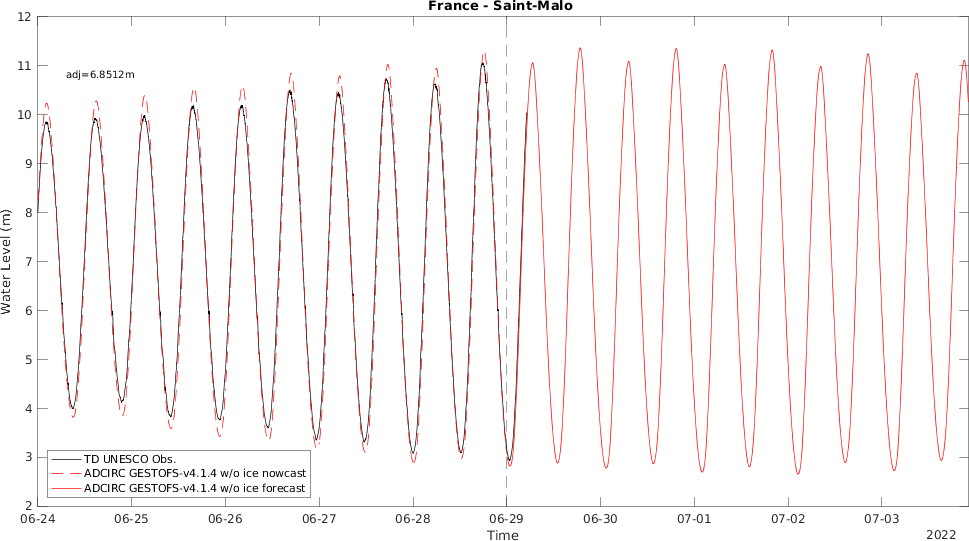 France - Saint-Malo
12
11
10
9
8
7
6
5
4
3
2
Water Level (m)
adj=6.8512m
TD UNESCO Obs.
ADCIRC GESTOFS-v4.1.4 w/o ice nowcast
ADCIRC GESTOFS-v4.1.4 w/o ice forecast
06-24 06-25 06-26 06-27 06-28 06-29 06-30 07-01 07-02 07-03
Time
2022